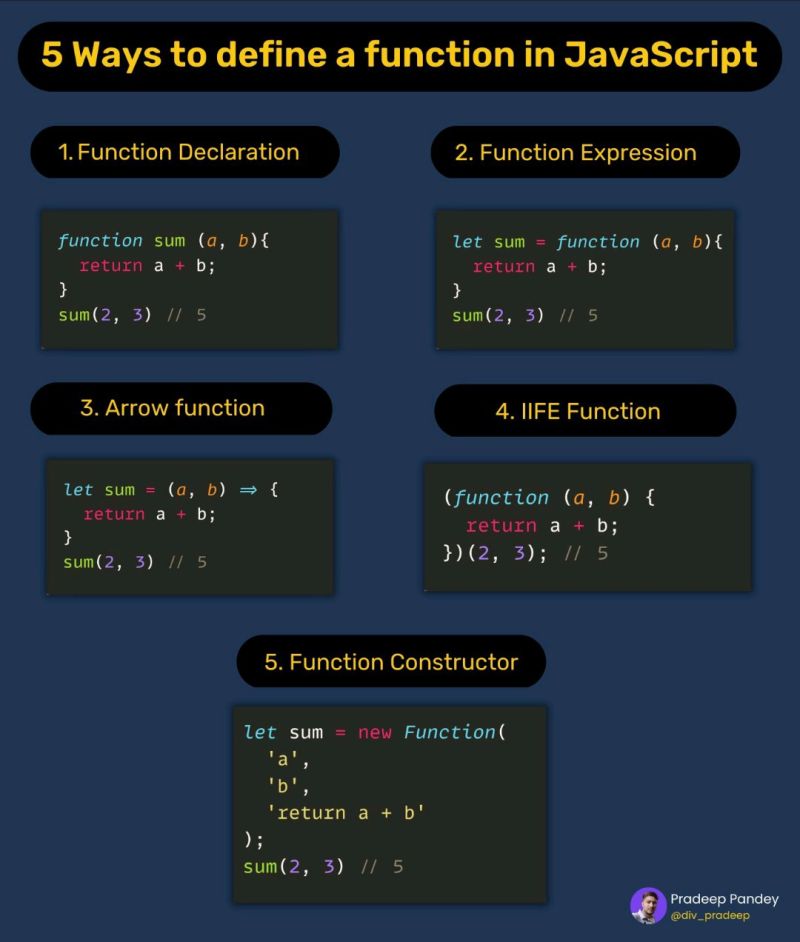 5 Ways to define a function in JavaScript
1. Function Declaration
function sum (a, b){
  return a + b;
}
sum(2, 3) // 5
2. Function Expression
let sum = function (a, b){
  return a + b;
}
sum(2, 3) // 5
3. Arrow function
let sum = (a, b) => {
  return a + b;
}
sum(2, 3) // 5
4. IIFE Function
(function (a, b) {
  return a + b;
})(2, 3); // 5
5. Function Constructor
let sum = new Function(
  'a',
  'b',
  'return a + b'
);
sum(2, 3) // 5
Pradeep Pandey
@div_pradeep